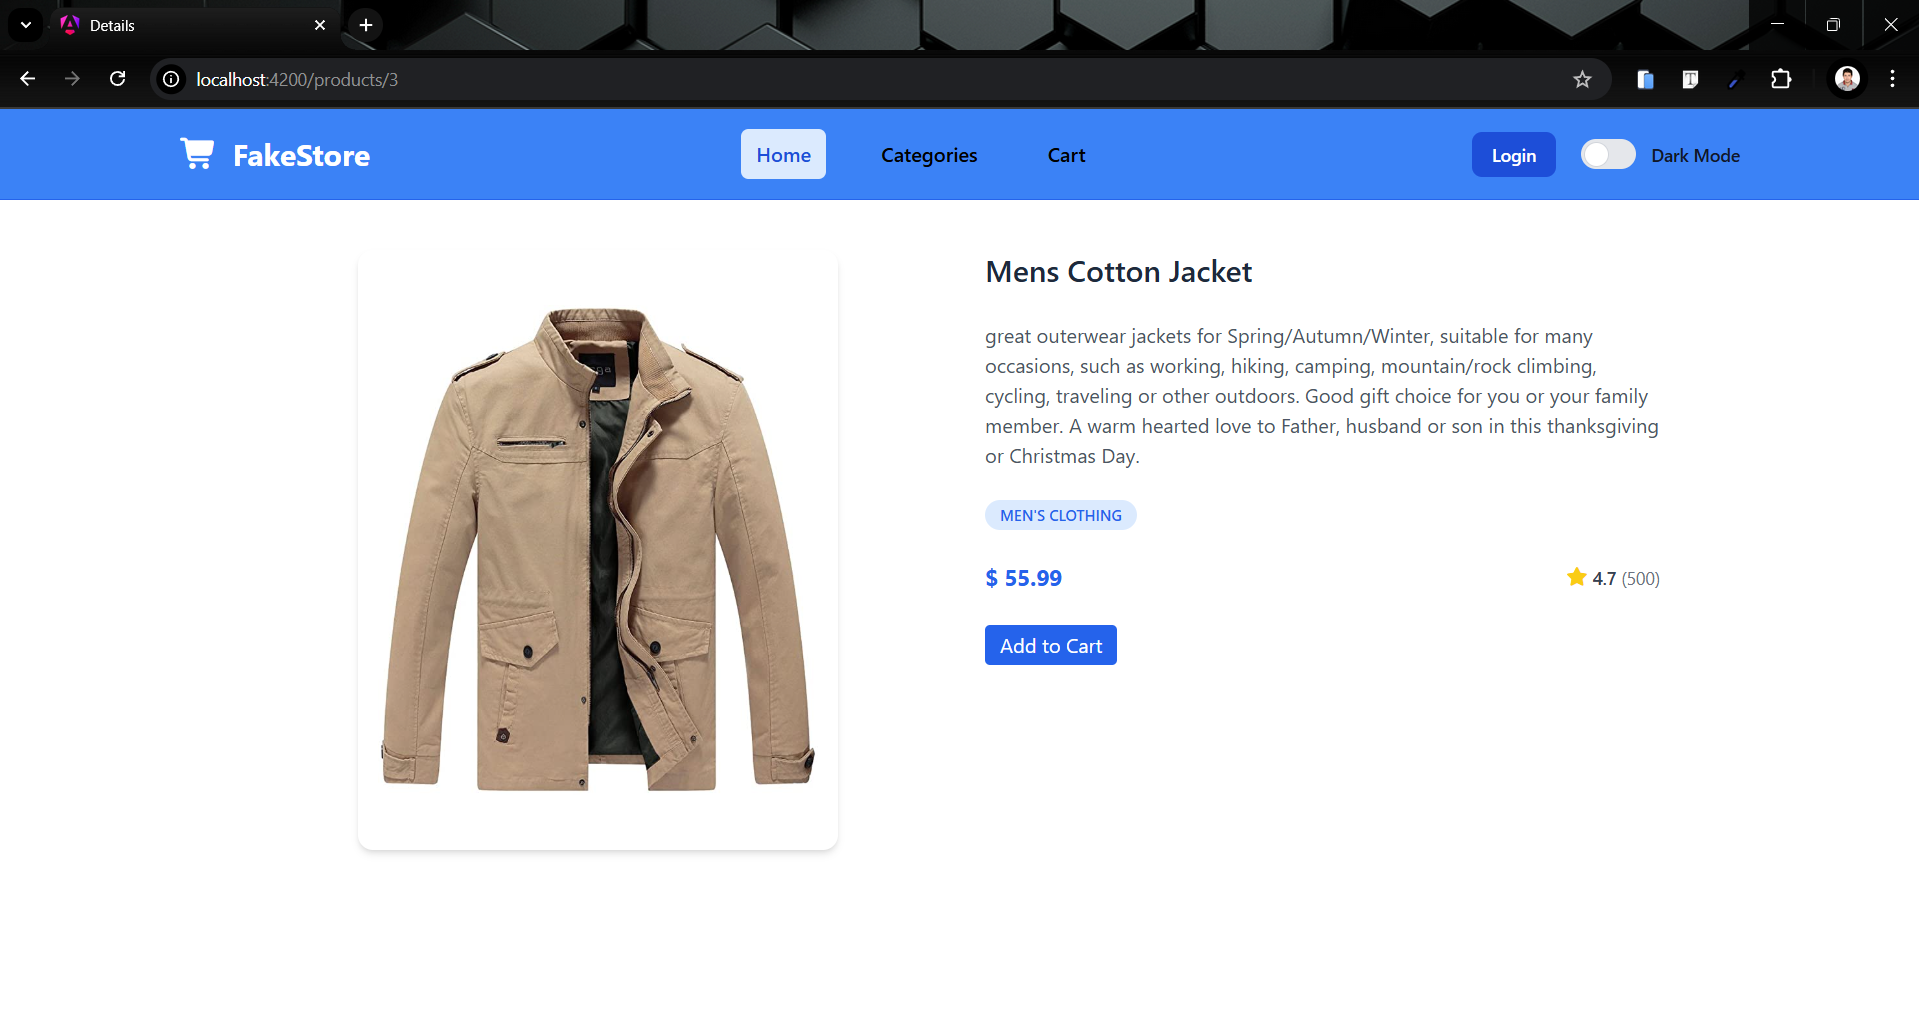 Details
localhost:4200/products/3
FakeStore
Home
Categories
Cart
Login
Dark Mode
Mens Cotton Jacket
great outerwear jackets for Spring/Autumn/Winter, suitable for many
occasions, such as working, hiking, camping, mountain/rock climbing,
cycling, traveling or other outdoors. Good gift choice for you or your family
member. A warm hearted love to Father, husband or son in this thanksgiving
or Christmas Day.
MEN'S CLOTHING
$ 55.99
4.7 (500)
Add to Cart